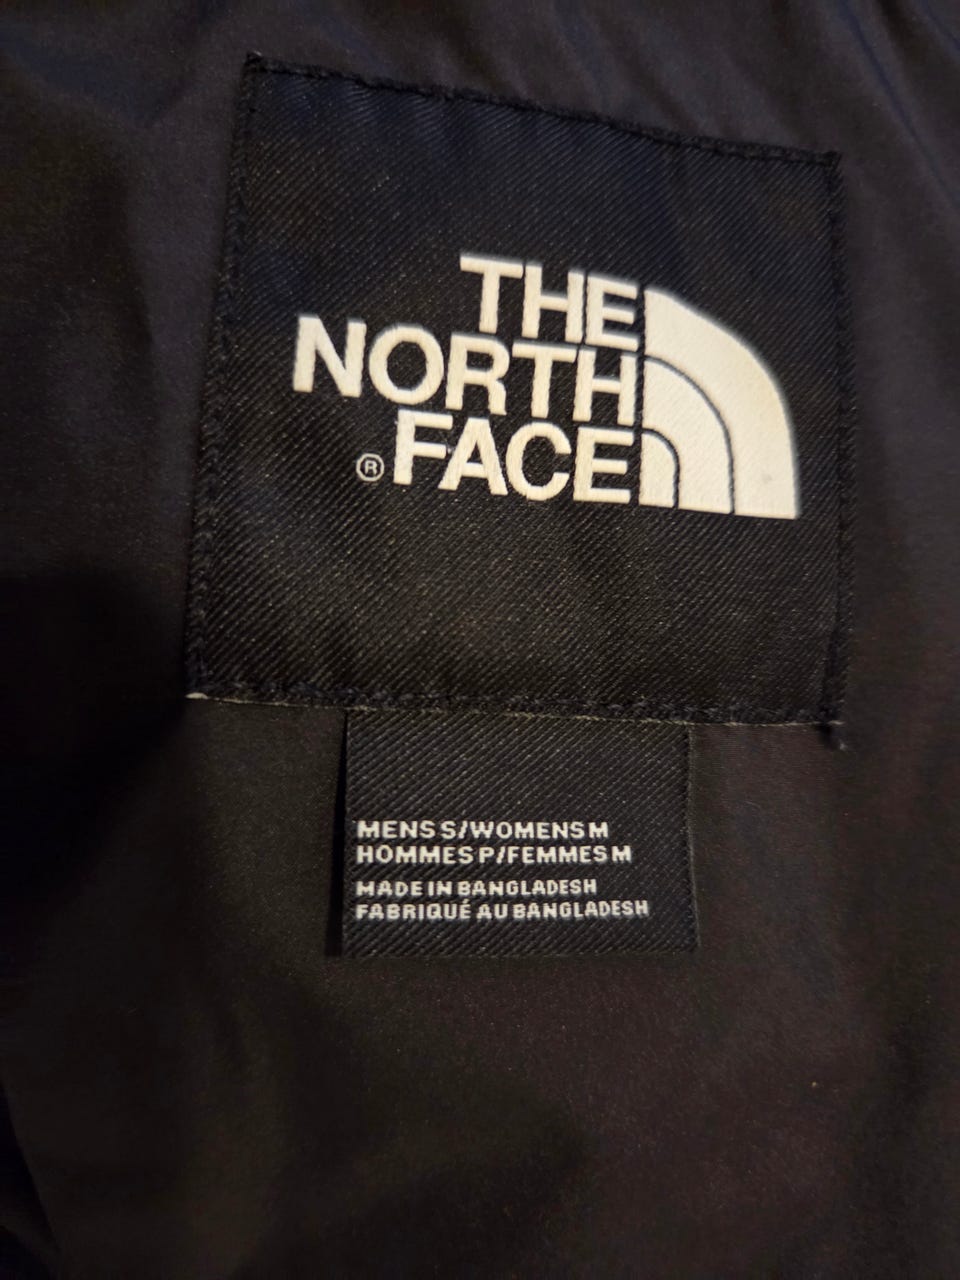 THE
NORTH
FACE
®
MENS S/WOMENS M
HOMMES P/FEMMES M
MADE IN BANGLADESH
FABRIQUÉ AU BANGLADESH